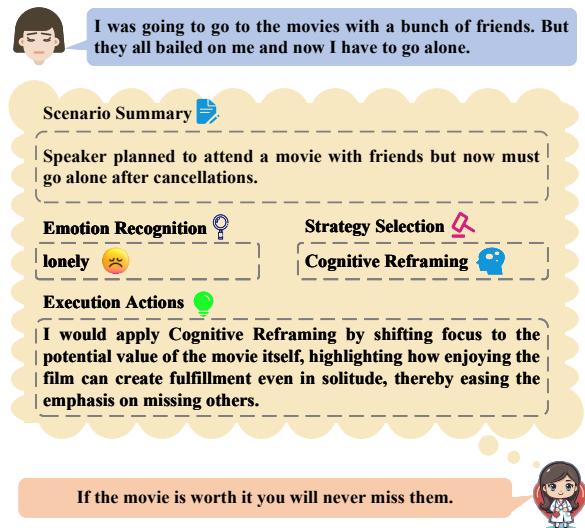 I was going to go to the movies with a bunch of friends. But
they all bailed on me and now I have to go alone.
Scenario Summary
Speaker planned to attend a movie with friends but now must
go alone after cancellations.
Emotion Recognition
lonely
Strategy Selection
Cognitive Reframing
Execution Actions
I would apply Cognitive Reframing by shifting focus to the
potential value of the movie itself, highlighting how enjoying the
film can create fulfillment even in solitude, thereby easing the
emphasis on missing others.
If the movie is worth it you will never miss them.